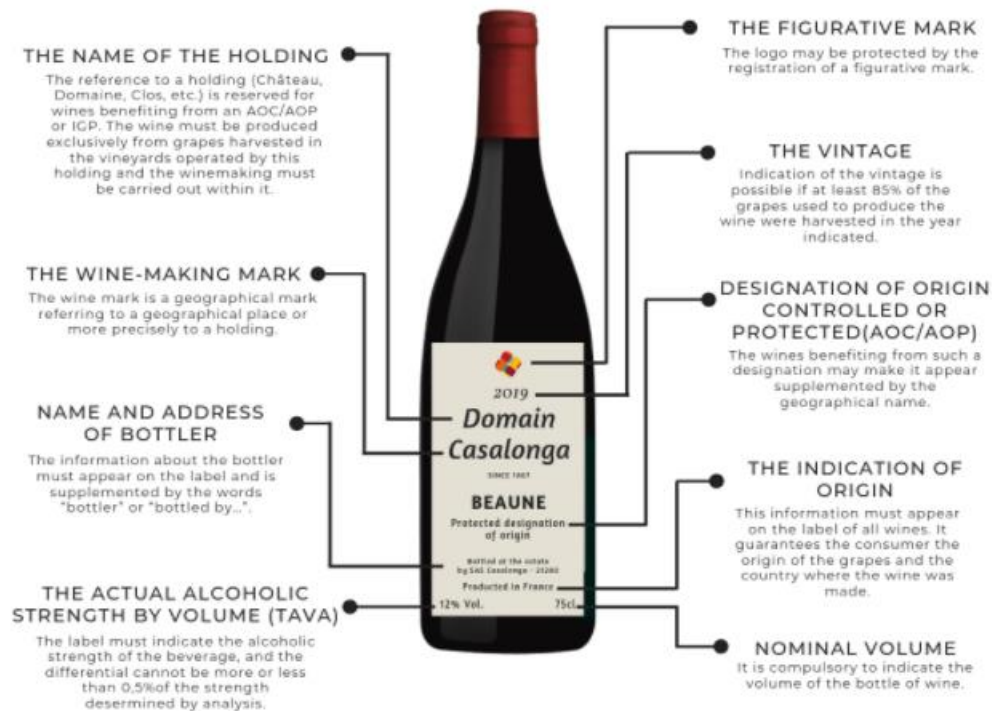 THE NAME OF THE HOLDING
The reference to a holding (Château,
Domaine, Clos, etc.) is reserved for
wines benefiting from an AOC/AOP
or IGP. The wine must be produced
exclusively from grapes harvested in
the vineyards operated by this
holding and the winemaking must
be carried out within it.
THE WINE-MAKING MARK
The wine mark is a geographical mark
referring to a geographical place or
more precisely to a holding.
NAME AND ADDRESS
OF BOTTLER
The information about the bottler
must appear on the label and is
supplemented by the words
"bottler" or "bottled by...".
THE ACTUAL ALCOHOLIC
STRENGTH BY VOLUME (TAVA)
The label must indicate the alcoholic
strength of the beverage, and the
differential cannot be more or less
than 0,5%of the strength
desermined by analysis.
2019
Domain
Casalonga
SINCE 1867
BEAUNE
Protected designation
of origin
Bottled at the estate
by SAS Casalonga - 21200
Producted in France
12% Vol.
75cl
THE FIGURATIVE MARK
The logo may be protected by the
registration of a figurative mark.
THE VINTAGE
Indication of the vintage is
possible if at least 85% of the
grapes used to produce the
wine were harvested in the year
indicated.
DESIGNATION OF ORIGIN
CONTROLLED OR
PROTECTED(AOC/AOP)
The wines benefiting from such a
designation may make it appear
supplemented by the
geographical name.
THE INDICATION OF
ORIGIN
This information must appear
on the label of all wines. It
guarantees the consumer the
origin of the grapes and the
country where the wine was
made.
NOMINAL VOLUME
It is compulsory to indicate the
volume of the bottle of wine.